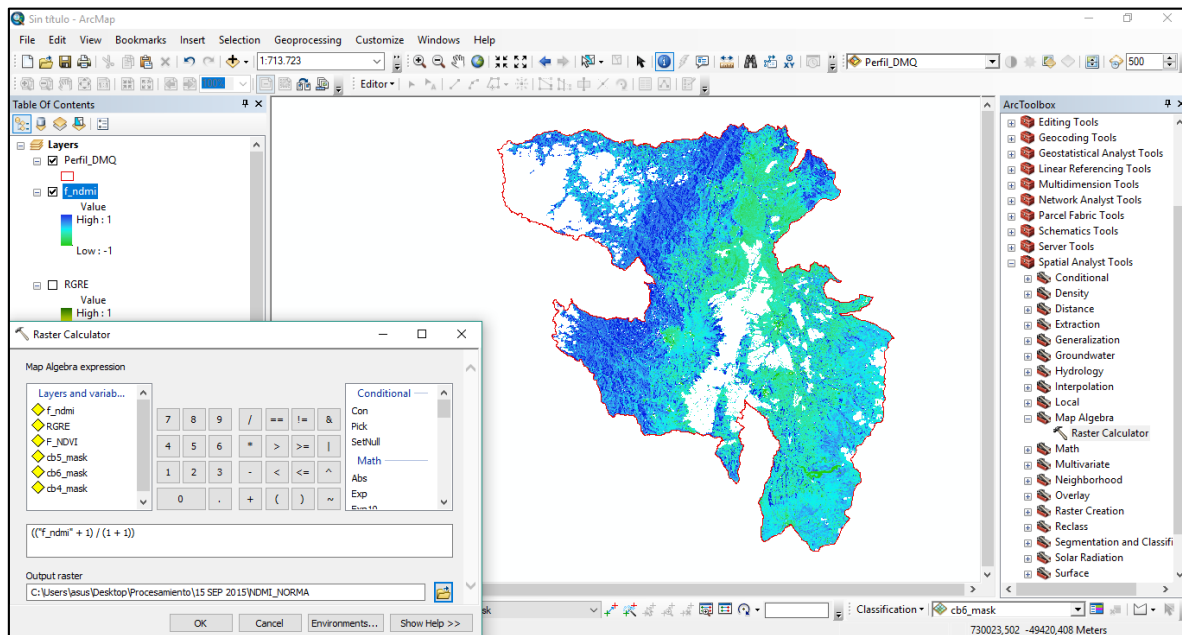 Sin título - ArcMap
File Edit View Bookmarks Insert Selection Geoprocessing Customize Windows Help
1:713.723
Perfil_DMQ
500
Editor
Table Of Contents
Layers
Perfil_DMQ
f_ndmi
Value
High : 1
Low : -1
RGRE
Value
High : 1
ArcToolbox
Editing Tools
Geocoding Tools
Geostatistical Analyst Tools
Linear Referencing Tools
Multidimension Tools
Network Analyst Tools
Parcel Fabric Tools
Schematics Tools
Server Tools
Spatial Analyst Tools
Conditional
Density
Distance
Extraction
Generalization
Groundwater
Hydrology
Interpolation
Local
Map Algebra
Raster Calculator
Math
Multivariate
Neighborhood
Overlay
Raster Creation
Reclass
Segmentation and Classifi
Solar Radiation
Surface
Raster Calculator
Map Algebra expression
Layers and variab...
f_ndmi
RGRE
F_NDVI
cb5_mask
cb6_mask
cb4_mask
7 8 9 / == != &
4 5 6 * > >= |
1 2 3 - < <= ^
0 . + ( ) ~
Conditional
Con
Pick
SetNull
Math
Abs
Exp
Exp10
(("f_ndmi" + 1) / (1 + 1))
Output raster
C:\Users\asus\Desktop\Procesamiento\15 SEP 2015\NDMI_NORMA
OK Cancel Environments... Show Help >>
Classification
cb6_mask
730023,502 -49420,408 Meters